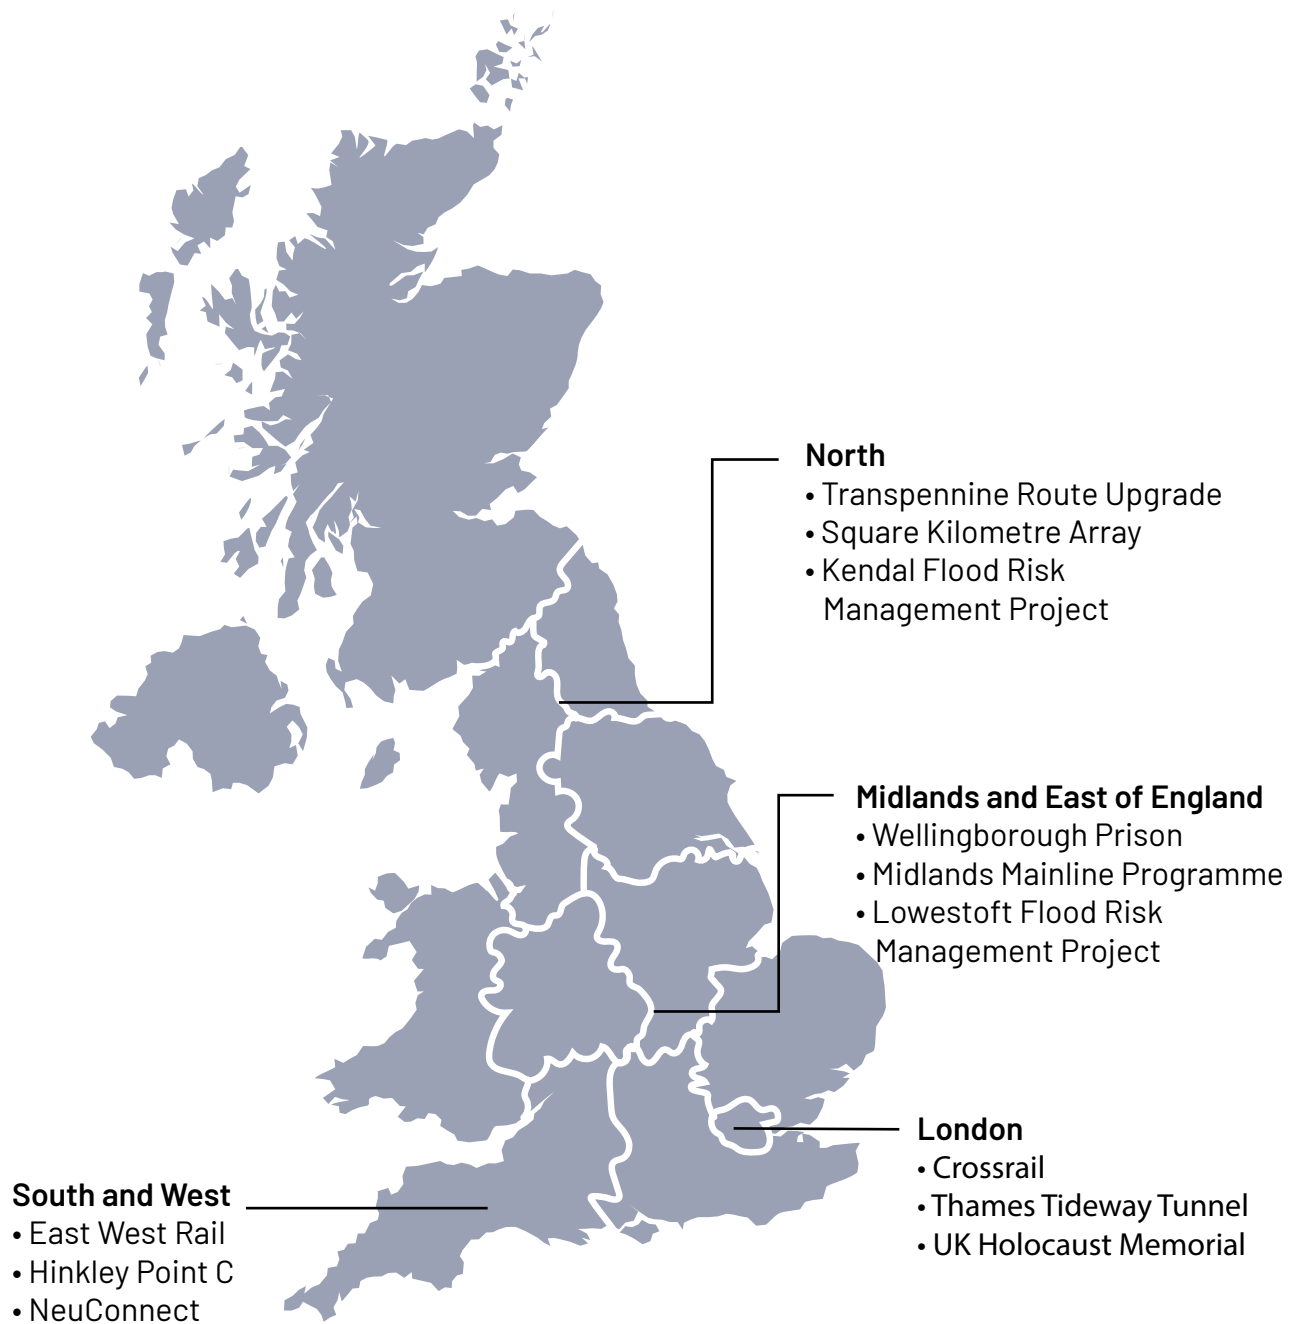 North
• Transpennine Route Upgrade
• Square Kilometre Array
• Kendal Flood Risk
Management Project
Midlands and East of England
• Wellingborough Prison
• Midlands Mainline Programme
• Lowestoft Flood Risk
Management Project
London
• Crossrail
• Thames Tideway Tunnel
• UK Holocaust Memorial
South and West
• East West Rail
• Hinkley Point C
• NeuConnect